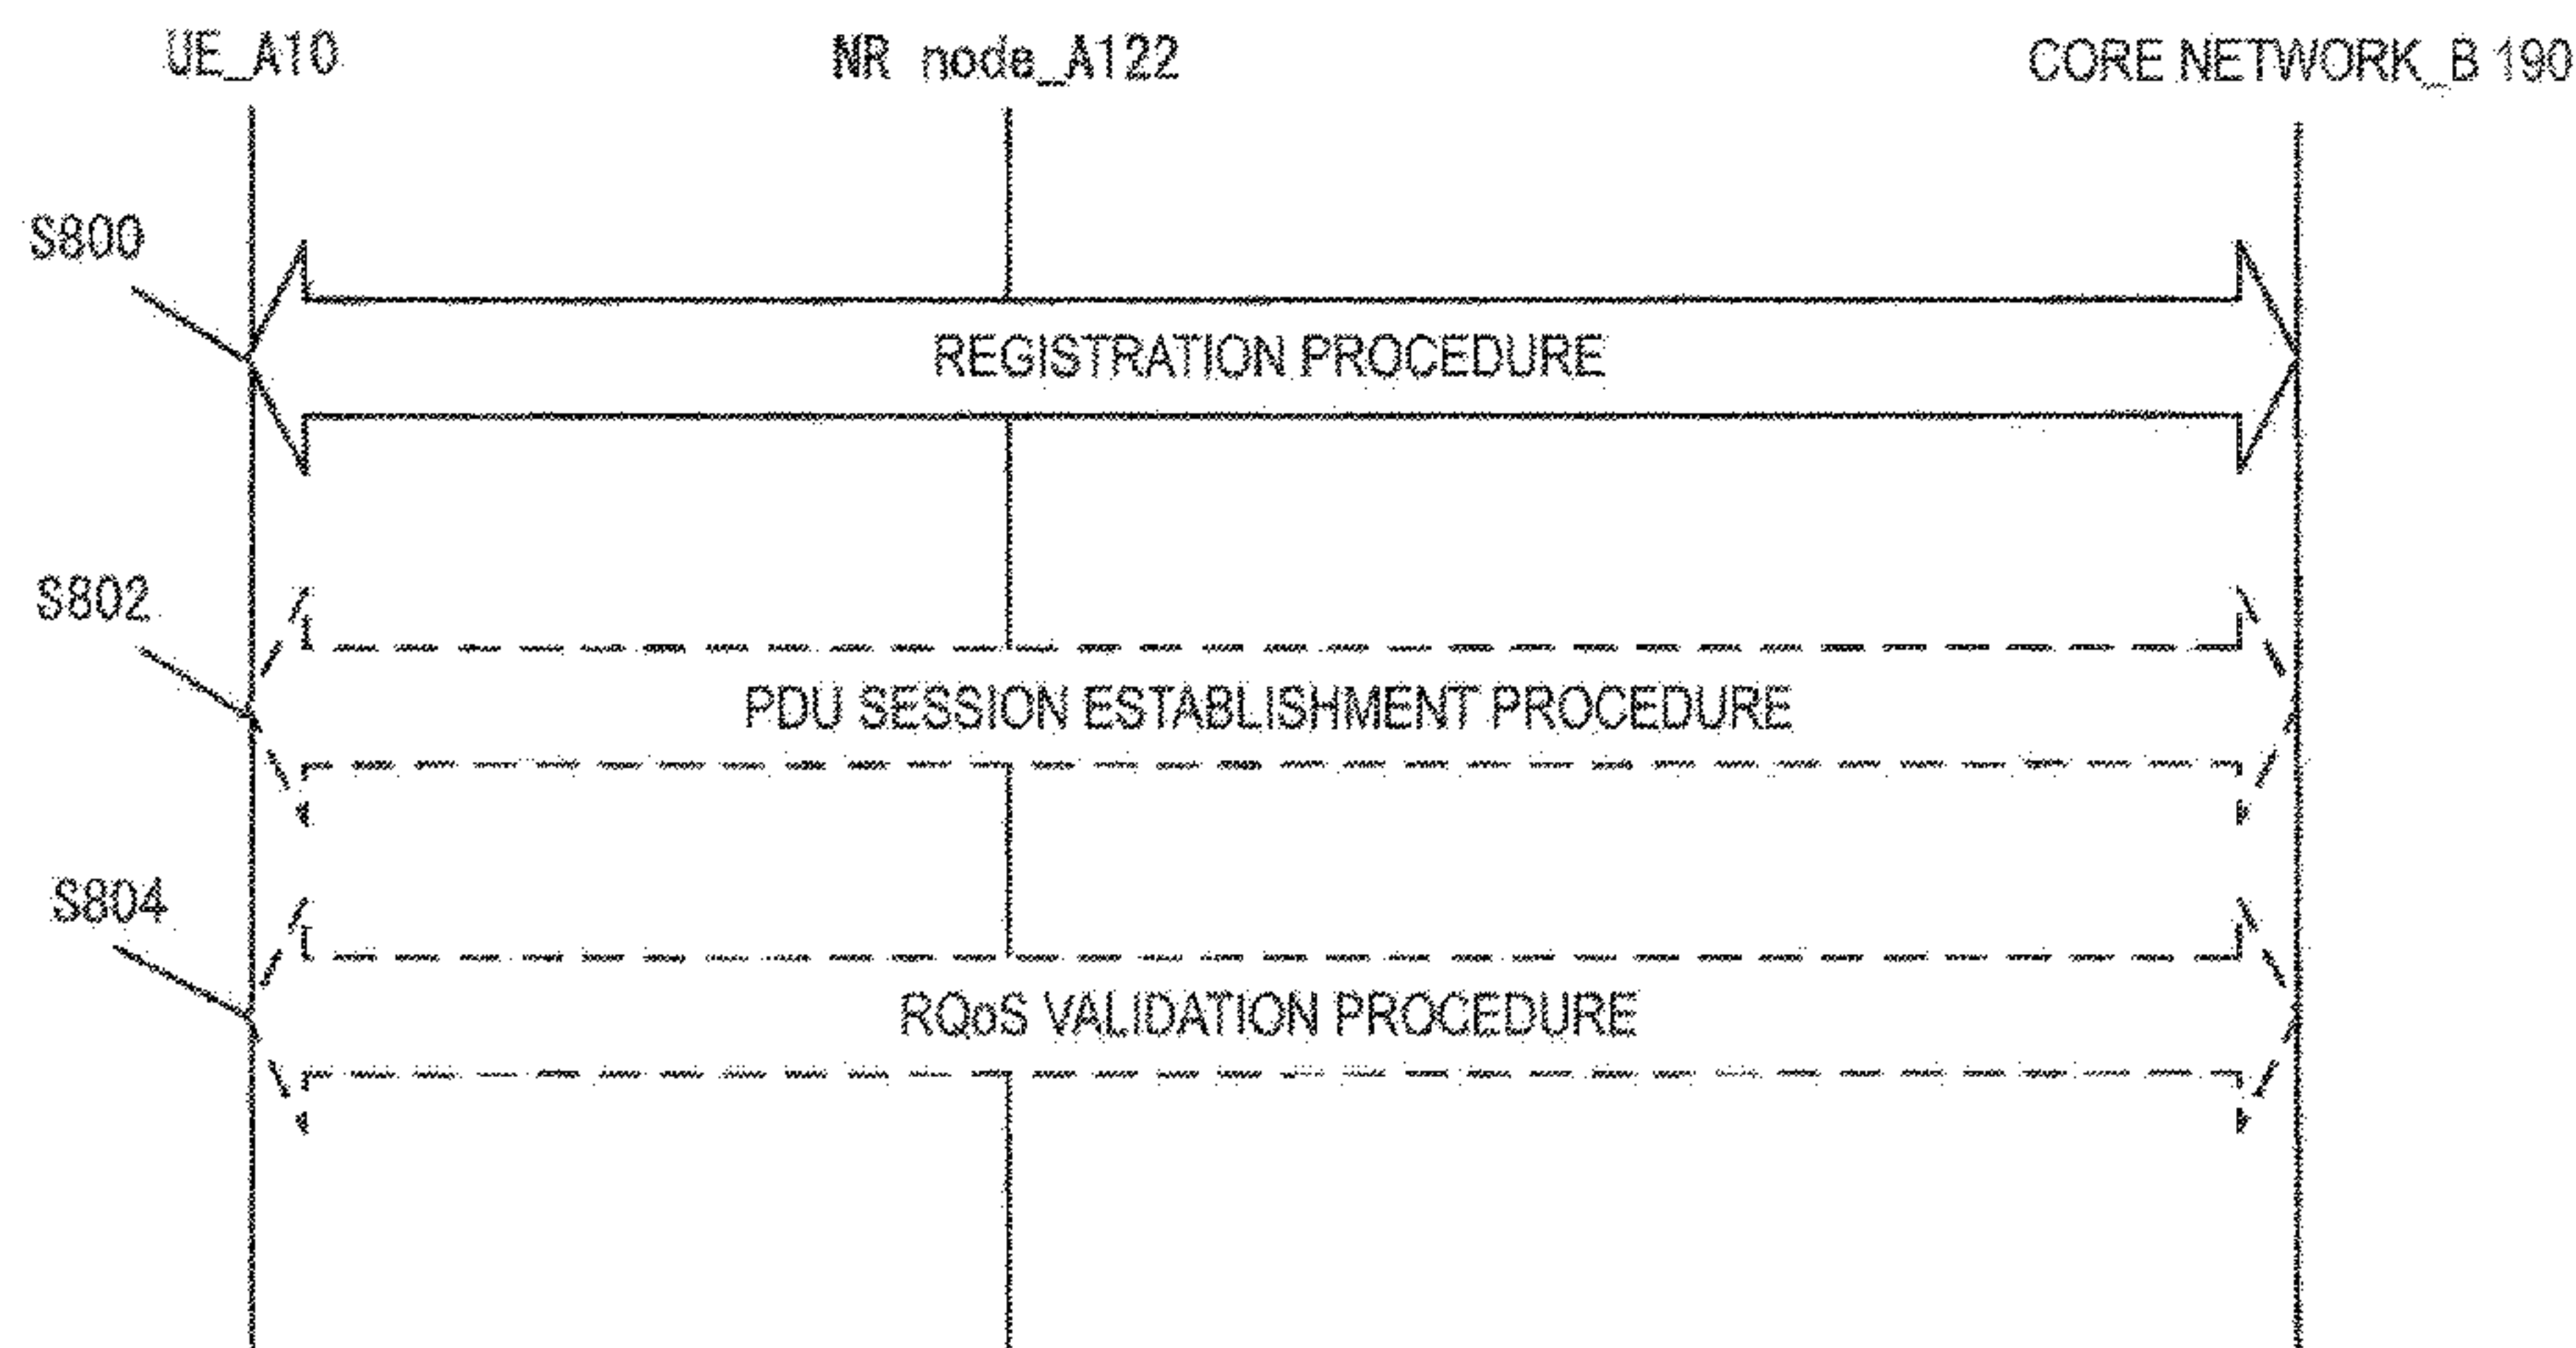 UE_A10
NR node_A122
CORE NETWORK_B 190
S800
REGISTRATION PROCEDURE
S802
PDU SESSION ESTABLISHMENT PROCEDURE
S804
RQoS VALIDATION PROCEDURE